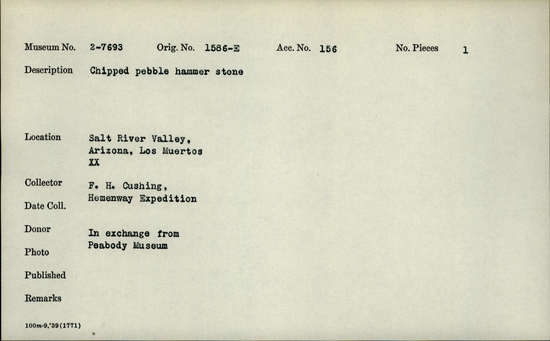 Museum No. 2-7693 Orig. No. 1586-E Acc. No. 156 No. Pieces 1
Description Chipped pebble hammer stone
Location Salt River Valley,
Arizona, Los Muertos
XX
Collector F. H. Cushing,
Date Coll. Hemenway Expedition
Donor In exchange from
Photo Peabody Museum
Published
Remarks
100m-9,'39(1771)